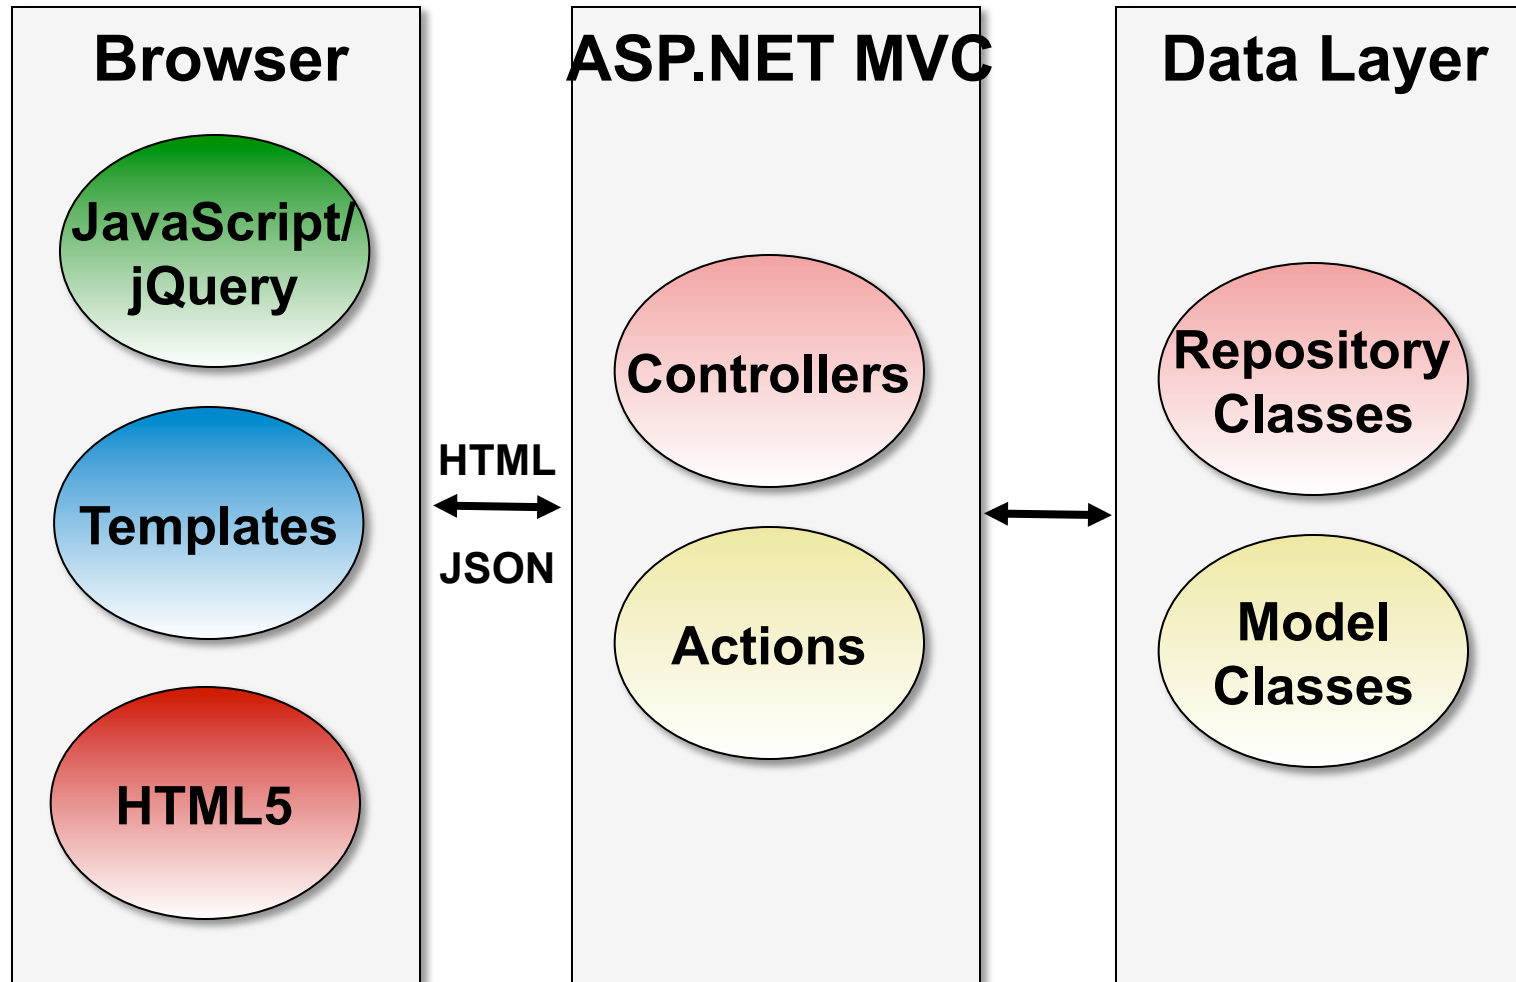 Browser
JavaScript/
jQuery
Templates
HTML5
HTML
JSON
ASP.NET MVC
Controllers
Actions
Data Layer
Repository
Classes
Model
Classes